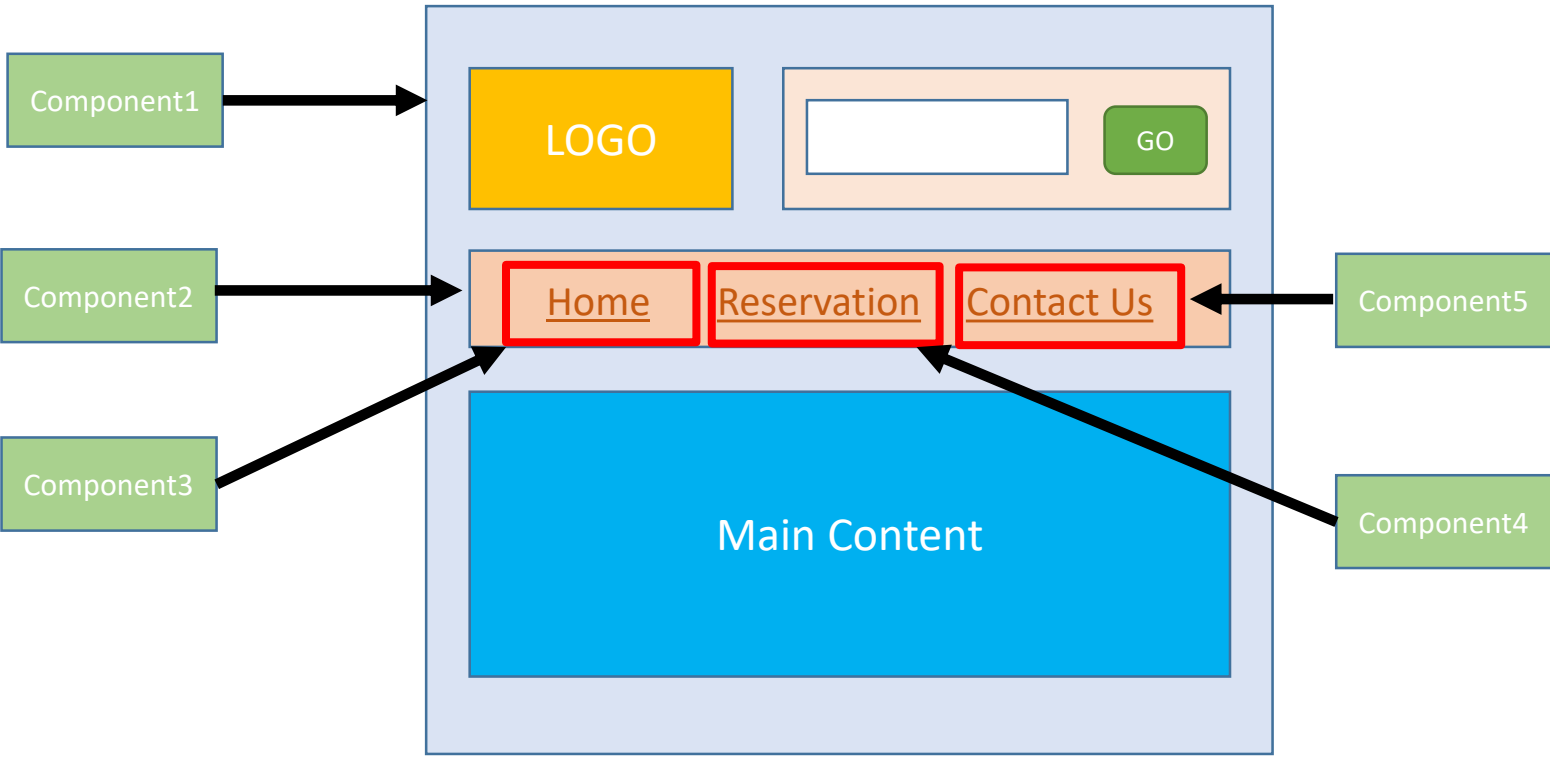 Component1
LOGO
GO
Component2
Home
Reservation
Contact Us
Component5
Component3
Main Content
Component4